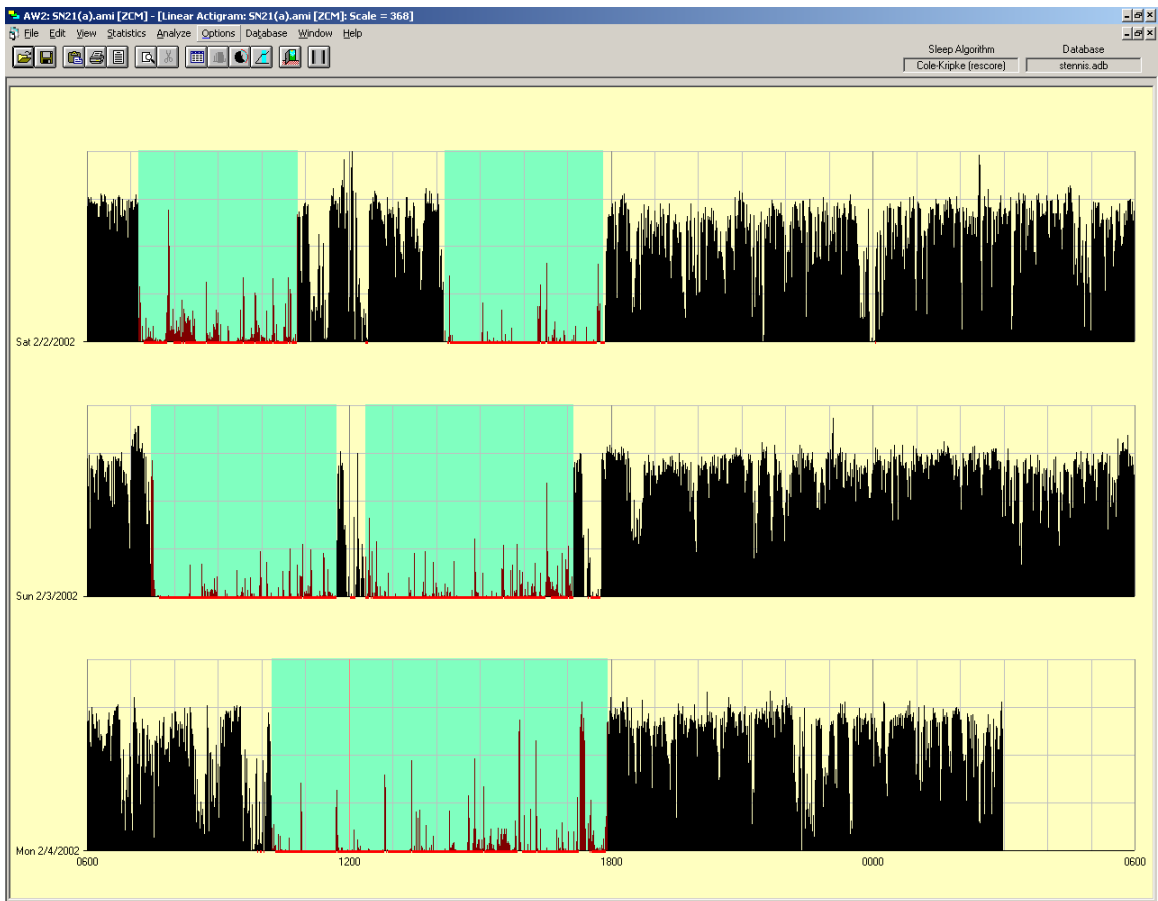 AW2: SN21(a).ami [ZCM] - [Linear Actigram: SN21(a).ami [ZCM]: Scale = 368]
File Edit View Statistics Analyze Options Database Window Help
Sleep Algorithm Database
Cole-Kripke (rescore) stennis.adb
Sat 2/2/2002
Sun 2/3/2002
Mon 2/4/2002
0600 1200 1800 0000 0600